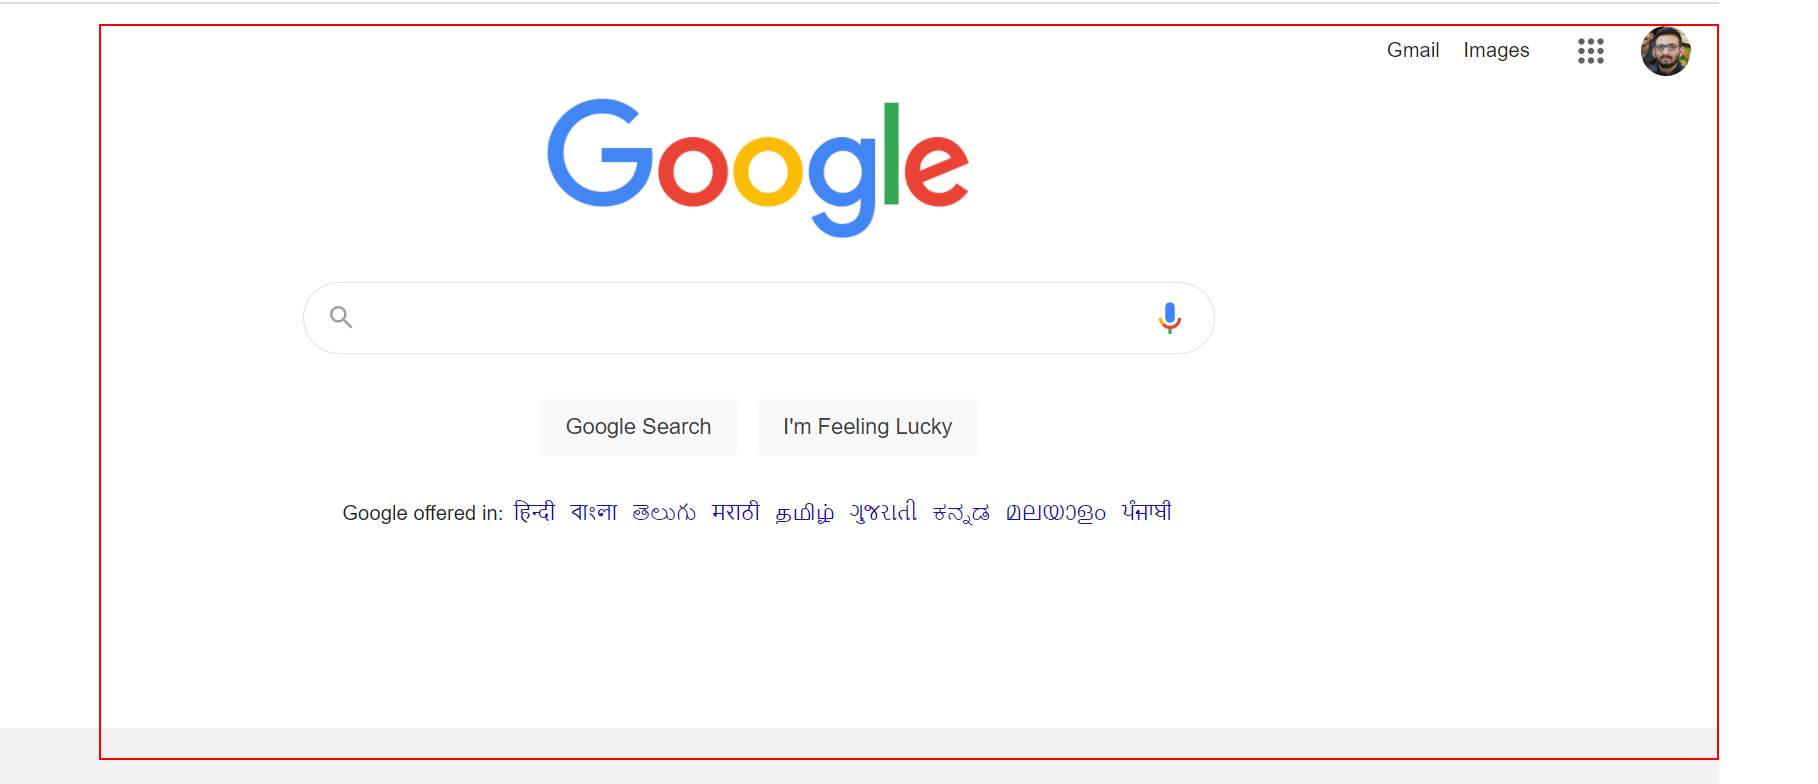 Gmail Images
Google
Google Search I'm Feeling Lucky
Google offered in: हिन्दी বাংলা తెలుగు मराठी தமிழ் ગુજરાતી ಕನ್ನಡ മലയാളം ਪੰਜਾਬੀ